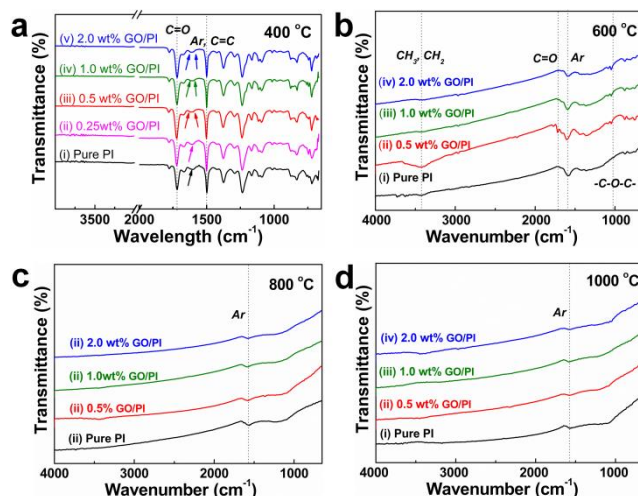 a
C=O
Ar, C=C
400 °C
(v) 2.0 wt% GO/PI
(iv) 1.0 wt% GO/PI
(iii) 0.5 wt% GO/PI
(ii) 0.25wt% GO/PI
(i) Pure PI
Transmittance (%)
3500 2000 1500 1000
Wavelength (cm-1)
b
600 °C
CH3, CH2
C=O Ar
(iv) 2.0 wt% GO/PI
(iii) 1.0 wt% GO/PI
(ii) 0.5 wt% GO/PI
(i) Pure PI
-C-O-C-
Transmittance (%)
4000 3000 2000 1000
Wavenumber (cm-1)
c
800 °C
Ar
(ii) 2.0 wt% GO/PI
(ii) 1.0wt% GO/PI
(ii) 0.5% GO/PI
(ii) Pure PI
Transmittance (%)
4000 3000 2000 1000
Wavenumber (cm-1)
d
1000 °C
Ar
(iv) 2.0 wt% GO/PI
(iii) 1.0 wt% GO/PI
(ii) 0.5 wt% GO/PI
(i) Pure PI
Transmittance (%)
4000 3000 2000 1000
Wavenumber (cm-1)